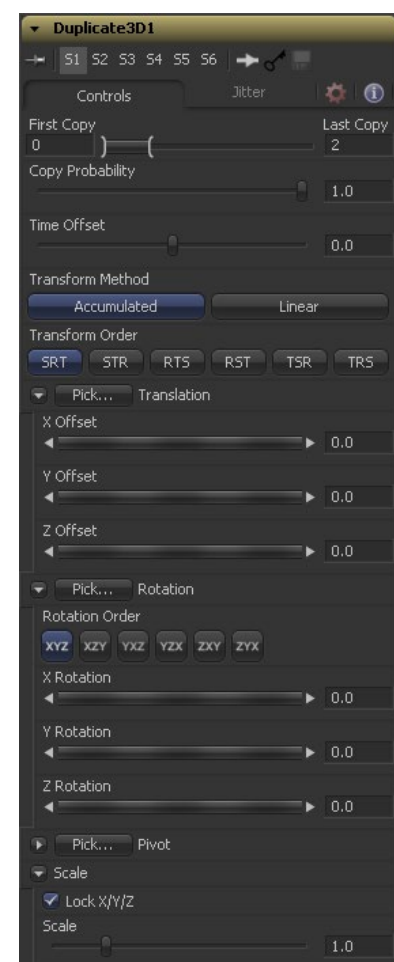 Duplicate3D1
S1 S2 S3 S4 S5 S6
Controls Jitter
First Copy Last Copy
0 2
Copy Probability
1.0
Time Offset
0.0
Transform Method
Accumulated Linear
Transform Order
SRT STR RTS RST TSR TRS
Pick... Translation
X Offset
0.0
Y Offset
0.0
Z Offset
0.0
Pick... Rotation
Rotation Order
XYZ XZY YXZ YZX ZXY ZYX
X Rotation
0.0
Y Rotation
0.0
Z Rotation
0.0
Pick... Pivot
Scale
Lock X/Y/Z
Scale
1.0